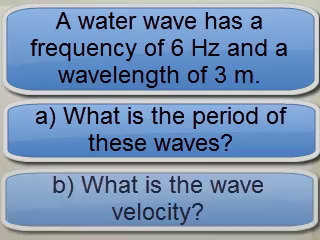 A water wave has a
frequency of 6 Hz and a
wavelength of 3 m.
a) What is the period of
these waves?
b) What is the wave
velocity?